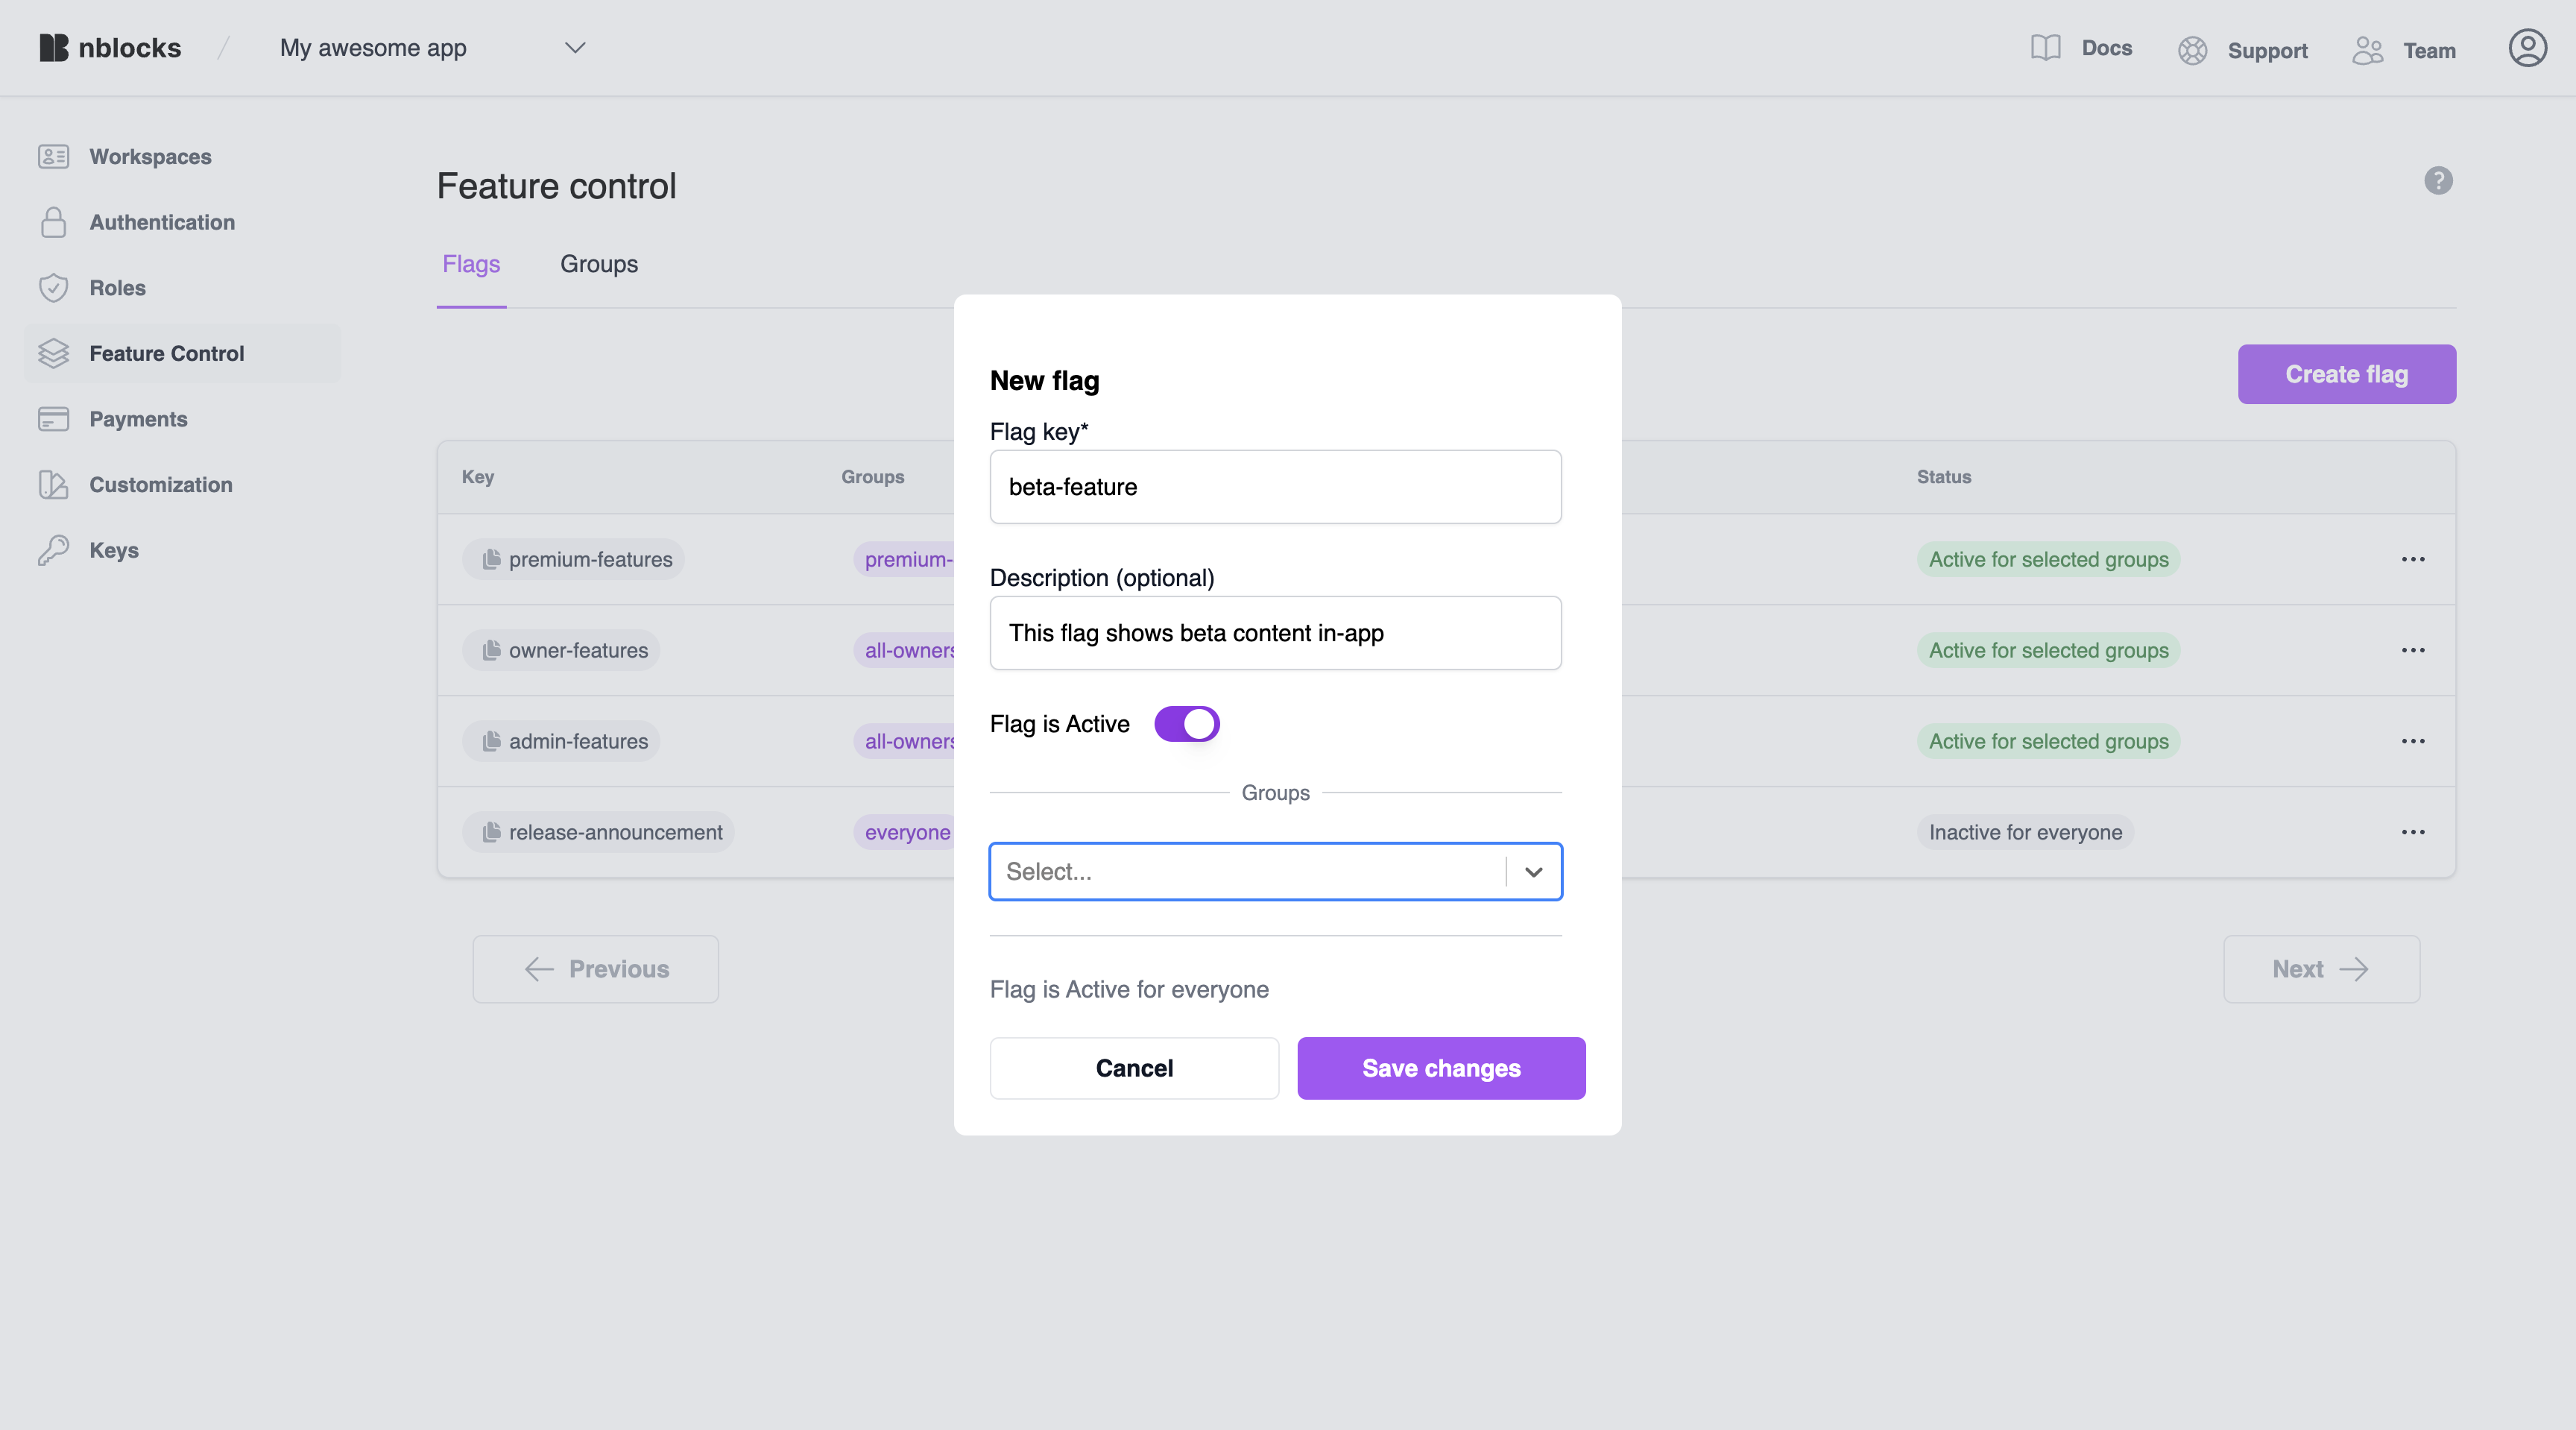 nblocks / My awesome app
Docs
Support
Team
Workspaces
Authentication
Roles
Feature Control
Payments
Customization
Keys
Feature control
?
Flags
Groups
Create flag
Key
Groups
Status
premium-features
premium-
Active for selected groups
owner-features
all-owners
Active for selected groups
admin-features
all-owners
Active for selected groups
release-announcement
everyone
Inactive for everyone
Previous
Next
New flag
Flag key*
beta-feature
Description (optional)
This flag shows beta content in-app
Flag is Active
Groups
Select...
Flag is Active for everyone
Cancel
Save changes